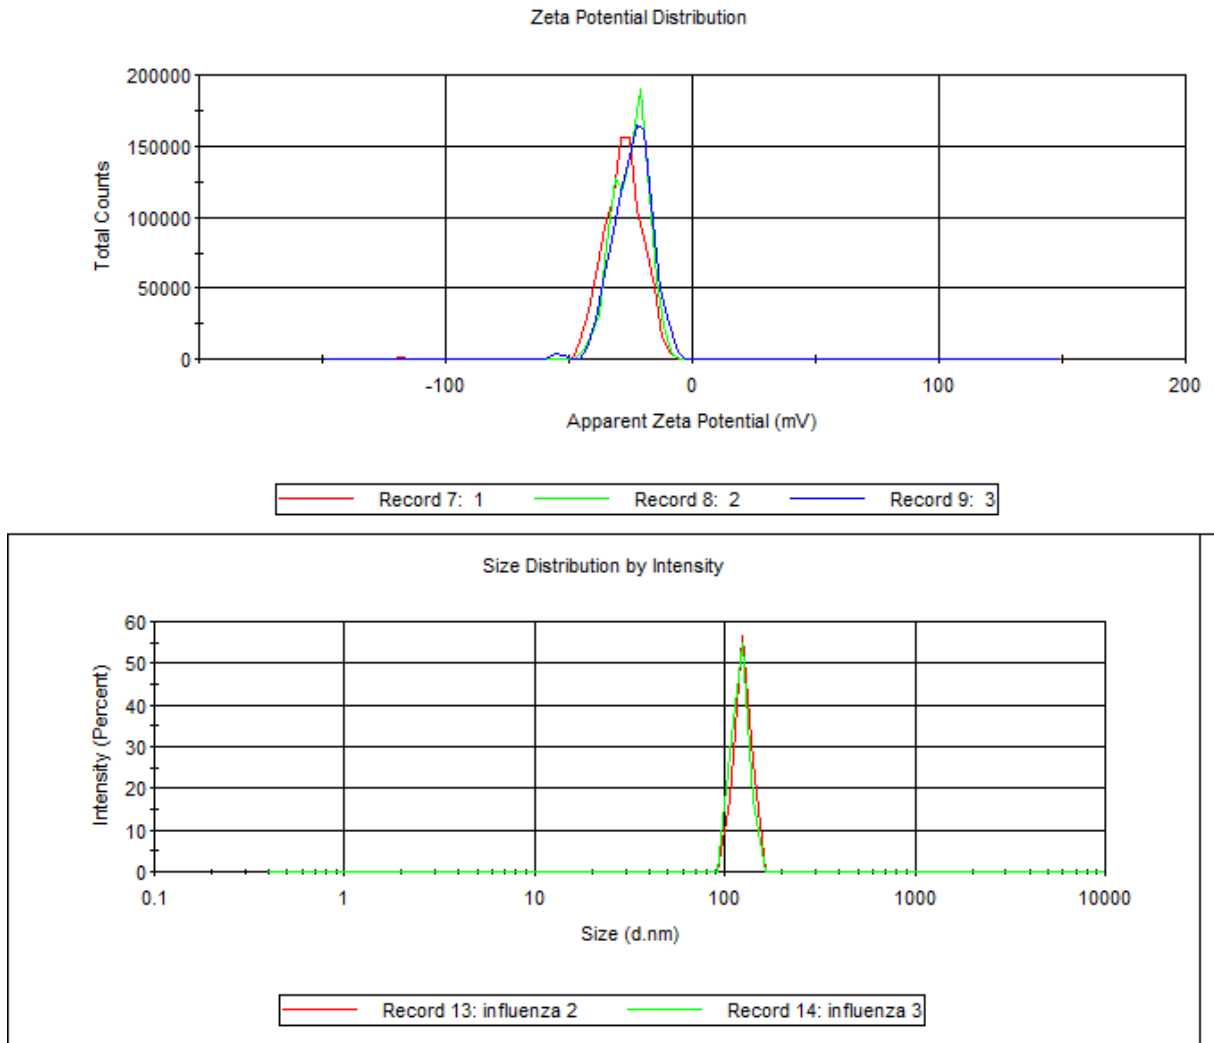 Zeta Potential Distribution
200000
150000
100000
50000
0
Total Counts
-100 0 100 200
Apparent Zeta Potential (mV)
Record 7: 1 Record 8: 2 Record 9: 3
Size Distribution by Intensity
60
50
40
30
20
10
0
Intensity (Percent)
0.1 1 10 100 1000 10000
Size (d.nm)
Record 13: influenza 2 Record 14: influenza 3